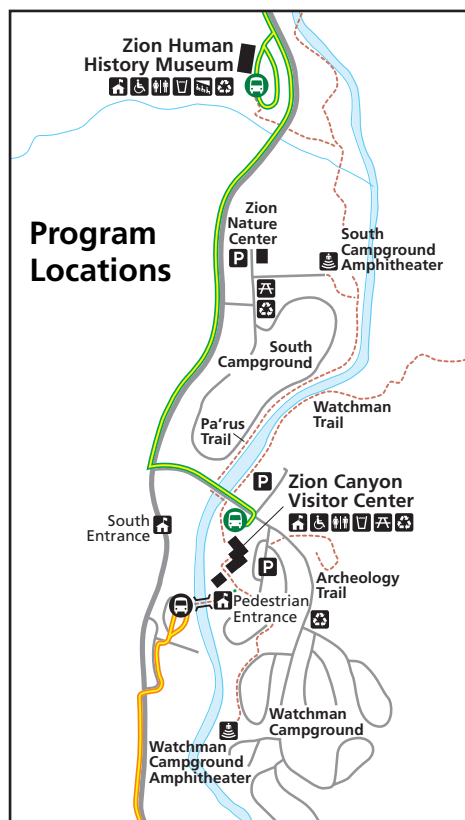 Zion Human
History Museum
Program
Locations
Zion
Nature
Center
P
South
Campground
Amphitheater
South
Campground
Watchman
Trail
Pa'rus
Trail
P
Zion Canyon
Visitor Center
South
Entrance
P
Archeology
Trail
Pedestrian
Entrance
Watchman
Campground
Watchman
Campground
Amphitheater